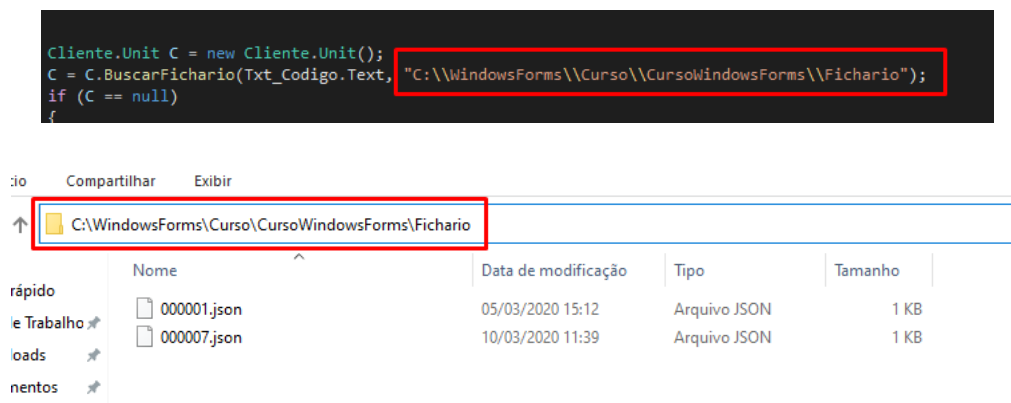 Cliente.Unit C = new Cliente.Unit();
C = C.BuscarFichario(Txt_Codigo.Text, "C:\\WindowsForms\\Curso\\CursoWindowsForms\\Fichario");
if (C == null)
{
cio Compartilhar Exibir
C:\WindowsForms\Curso\CursoWindowsForms\Fichario
Nome Data de modificação Tipo Tamanho
rápido
000001.json 05/03/2020 15:12 Arquivo JSON 1 KB
le Trabalho
000007.json 10/03/2020 11:39 Arquivo JSON 1 KB
loads
mentos